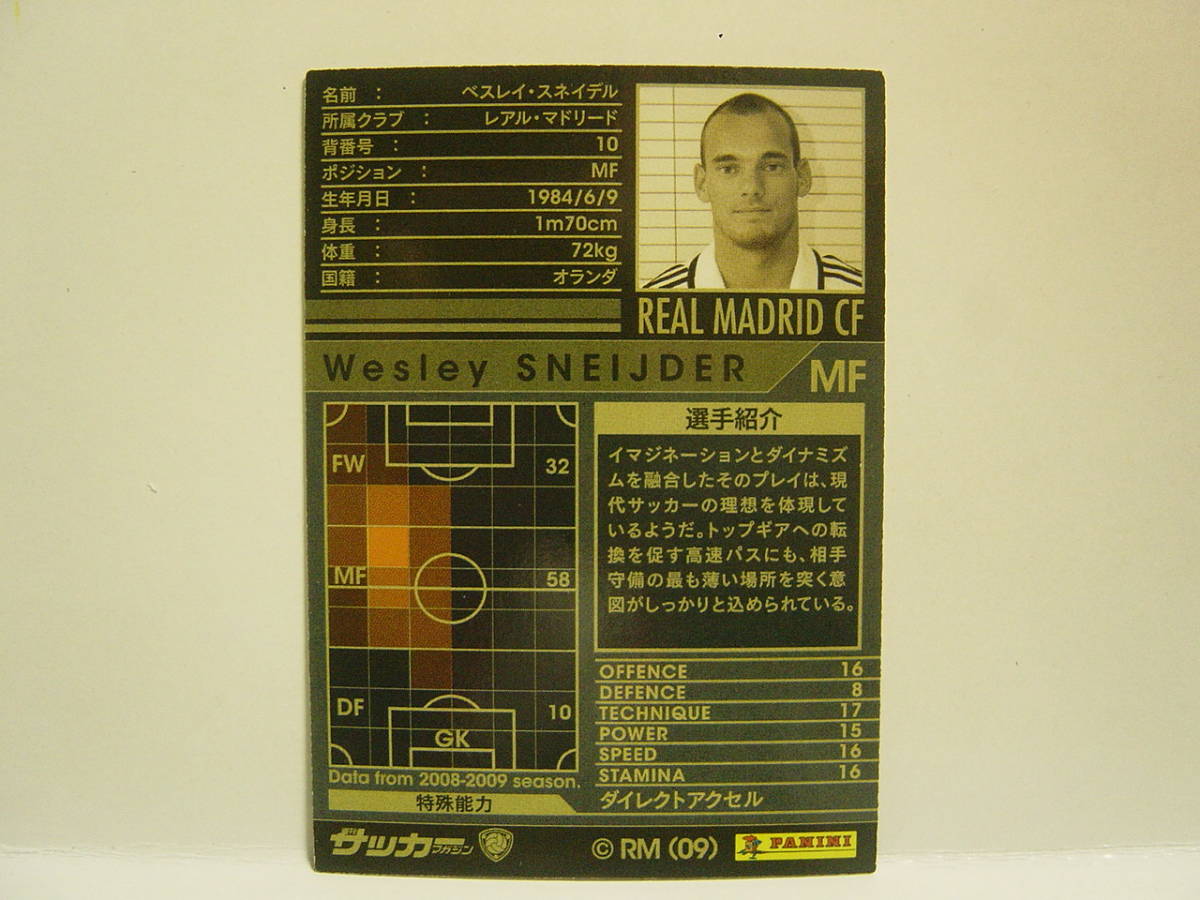 名前 : ベスレイ・スネイデル
所属クラブ : レアル・マドリード
背番号 : 10
ポジション : MF
生年月日 : 1984/6/9
身長 : 1m70cm
体重 : 72kg
国籍 : オランダ
REAL MADRID CF
Wesley SNEIJDER
MF
FW 32
MF 58
DF 10
GK
Data from 2008-2009 season.
選手紹介
イマジネーションとダイナミズ
ムを融合したそのプレイは、現
代サッカーの理想を体現して
いるようだ。トップギアへの転
換を促す高速パスにも、相手
守備の最も薄い場所を突く意
図がしっかりと込められている。
OFFENCE 16
DEFENCE 8
TECHNIQUE 17
POWER 15
SPEED 16
STAMINA 16
特殊能力 ダイレクトアクセル
サッカーマガジン
© RM (09)
PANINI